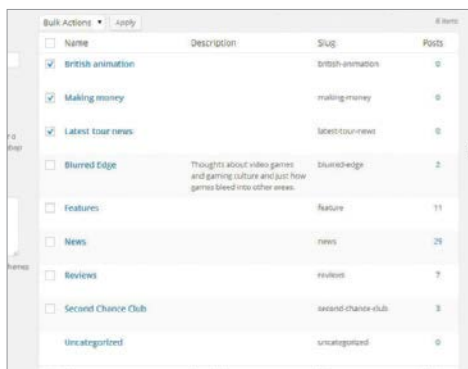 Bulk Actions Apply
items
Name Description Slug Posts
British animation british-animation 0
Making money making-money 0
Latest tour news latest-tour-news 0
Blurred Edge Thoughts about video games blurred-edge 2
and gaming culture and just how
games bleed into other areas.
Features feature 11
News news 29
Reviews reviews 7
Second Chance Club second-chance-club 3
Uncategorized uncategorized 0